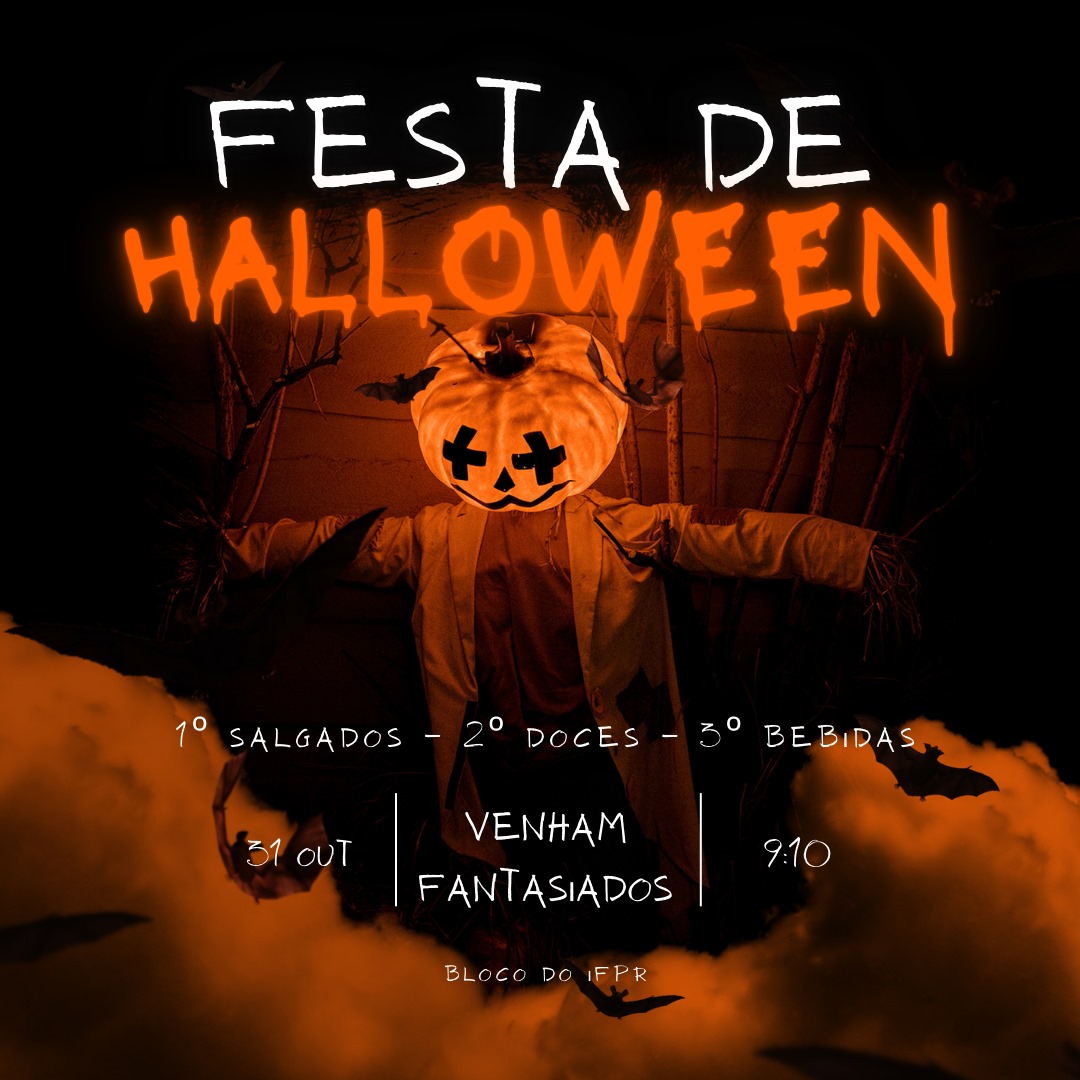 FESTA DE
HALLOWEEN
1º SALGADOS - 2º DOCES - 3º BEBIDAS
31 OUT
VENHAM
FANTASIADOS
9:10
BLOCO DO IFPR